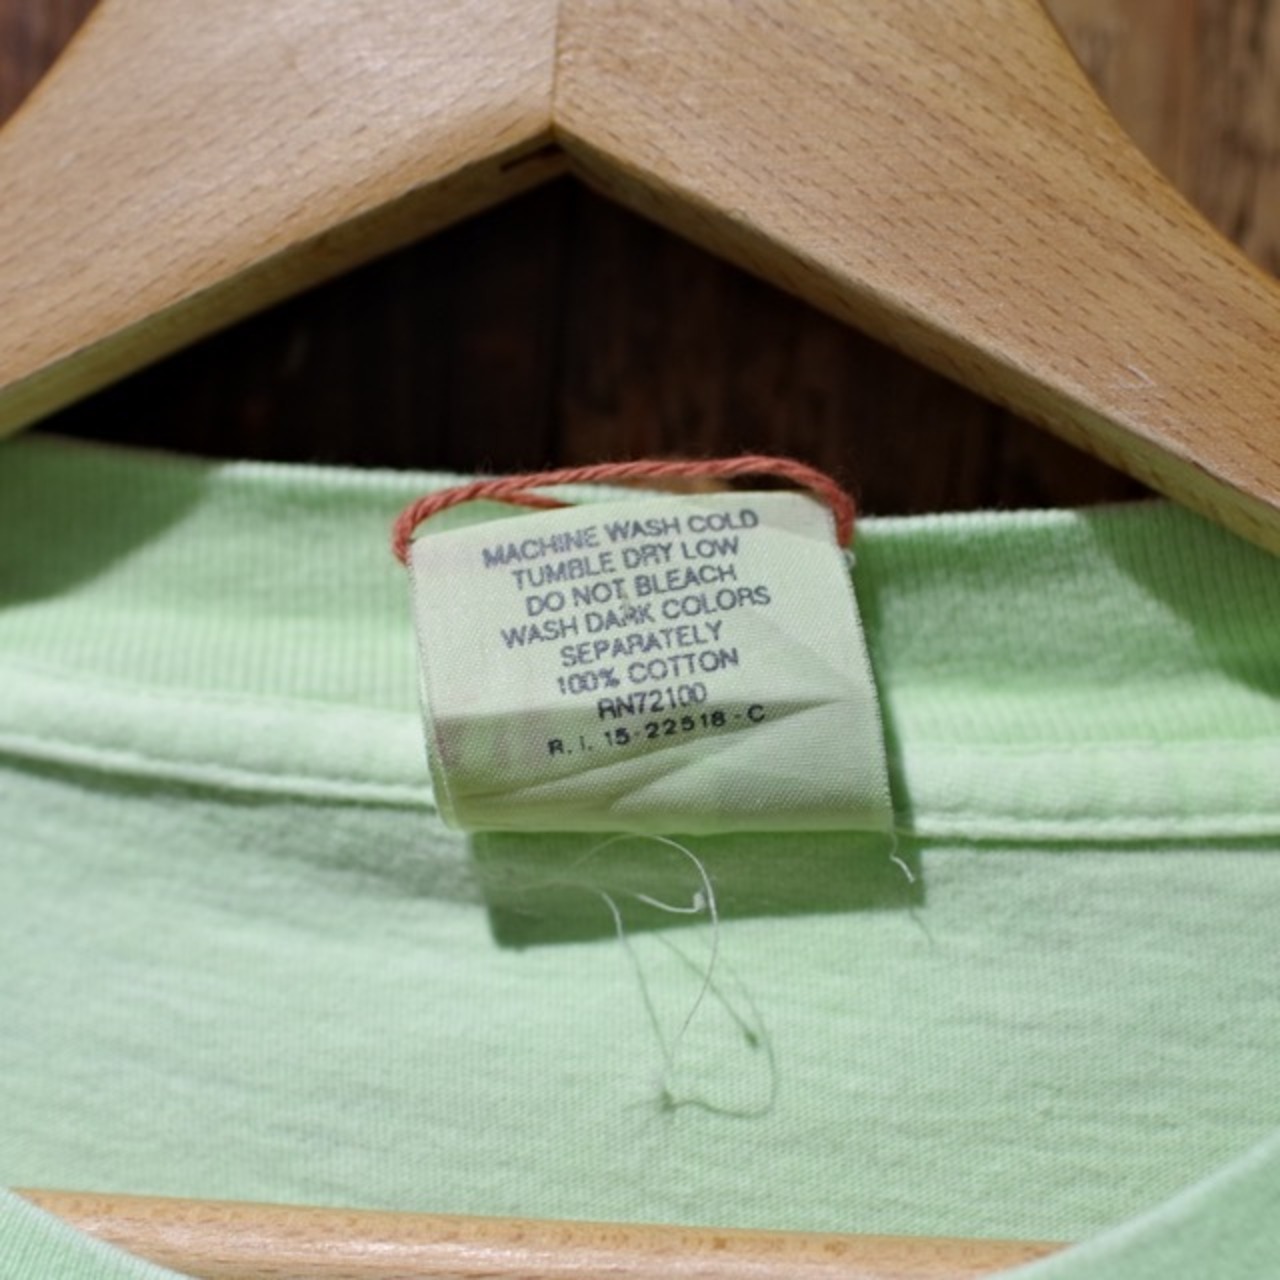 MACHINE WASH COLD
TUMBLE DRY LOW
DO NOT BLEACH
WASH DARK COLORS
SEPARATELY
100% COTTON
RN72100
R. I. 15-22518-C